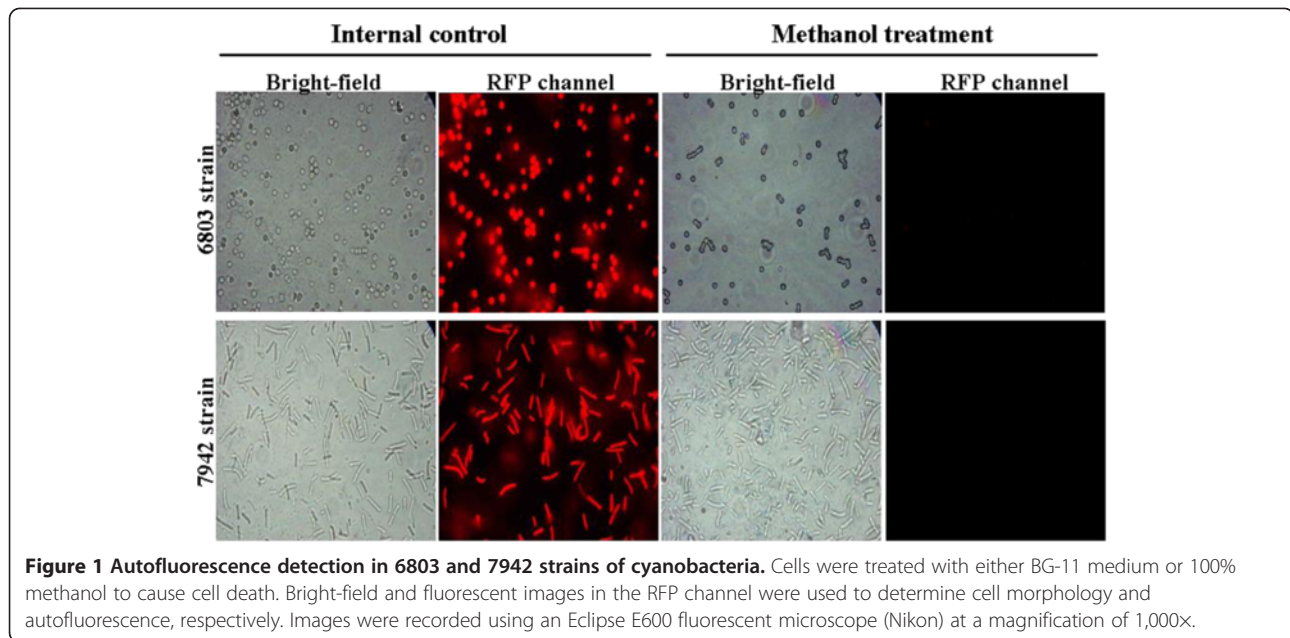 Internal control Methanol treatment
Bright-field RFP channel Bright-field RFP channel
6803 strain
7942 strain
Figure 1 Autofluorescence detection in 6803 and 7942 strains of cyanobacteria. Cells were treated with either BG-11 medium or 100%
methanol to cause cell death. Bright-field and fluorescent images in the RFP channel were used to determine cell morphology and
autofluorescence, respectively. Images were recorded using an Eclipse E600 fluorescent microscope (Nikon) at a magnification of 1,000×.